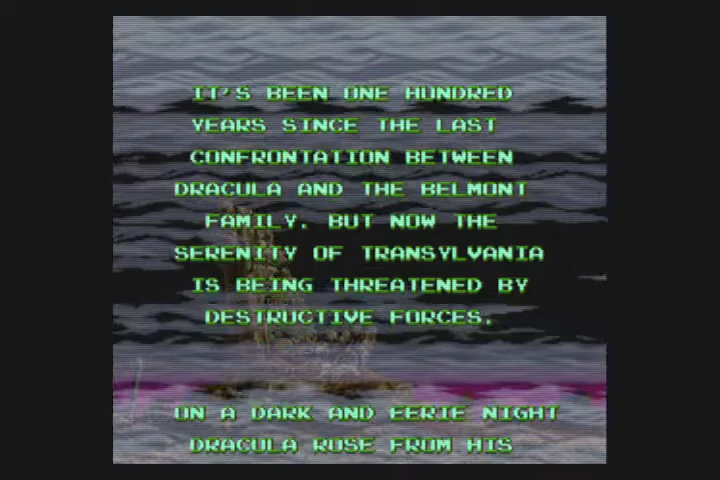 IT'S BEEN ONE HUNDRED
YEARS SINCE THE LAST
CONFRONTATION BETWEEN
DRACULA AND THE BELMONT
FAMILY. BUT NOW THE
SERENITY OF TRANSYLVANIA
IS BEING THREATENED BY
DESTRUCTIVE FORCES.
ON A DARK AND EERIE NIGHT
DRACULA ROSE FROM HIS